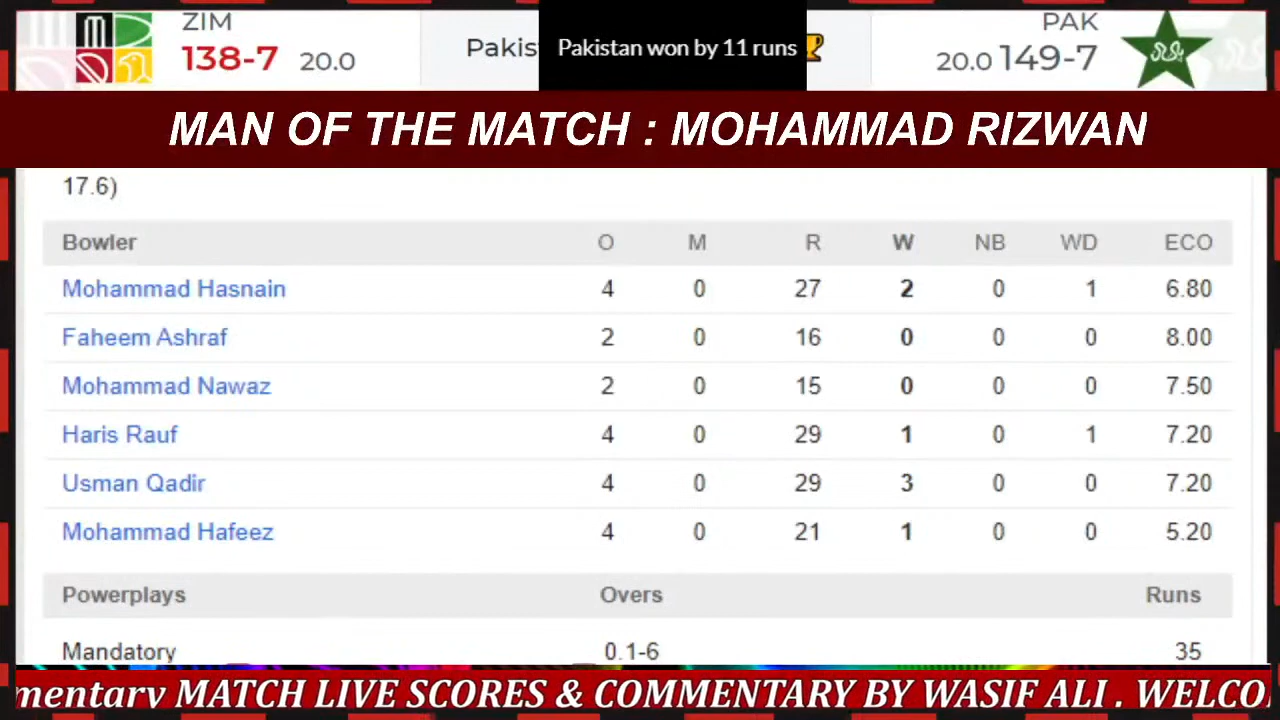 ZIM PAK
138-7 20.0 Pakis Pakistan won by 11 runs 20.0 149-7
MAN OF THE MATCH : MOHAMMAD RIZWAN
17.6)
Bowler O M R W NB WD ECO
Mohammad Hasnain 4 0 27 2 0 1 6.80
Faheem Ashraf 2 0 16 0 0 0 8.00
Mohammad Nawaz 2 0 15 0 0 0 7.50
Haris Rauf 4 0 29 1 0 1 7.20
Usman Qadir 4 0 29 3 0 0 7.20
Mohammad Hafeez 4 0 21 1 0 0 5.20
Powerplays Overs Runs
Mandatory 0.1-6 35
mentary MATCH LIVE SCORES & COMMENTARY BY WASIF ALI . WELCO